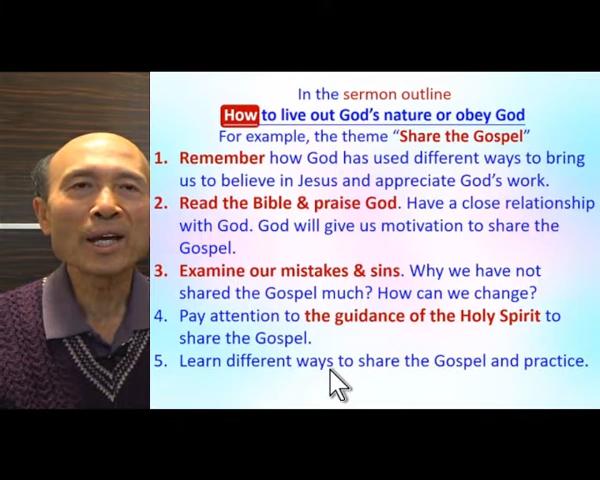 In the sermon outline
How to live out God's nature or obey God
For example, the theme "Share the Gospel"
1. Remember how God has used different ways to bring
us to believe in Jesus and appreciate God's work.
2. Read the Bible & praise God. Have a close relationship
with God. God will give us motivation to share the
Gospel.
3. Examine our mistakes & sins. Why we have not
shared the Gospel much? How can we change?
4. Pay attention to the guidance of the Holy Spirit to
share the Gospel.
5. Learn different ways to share the Gospel and practice.